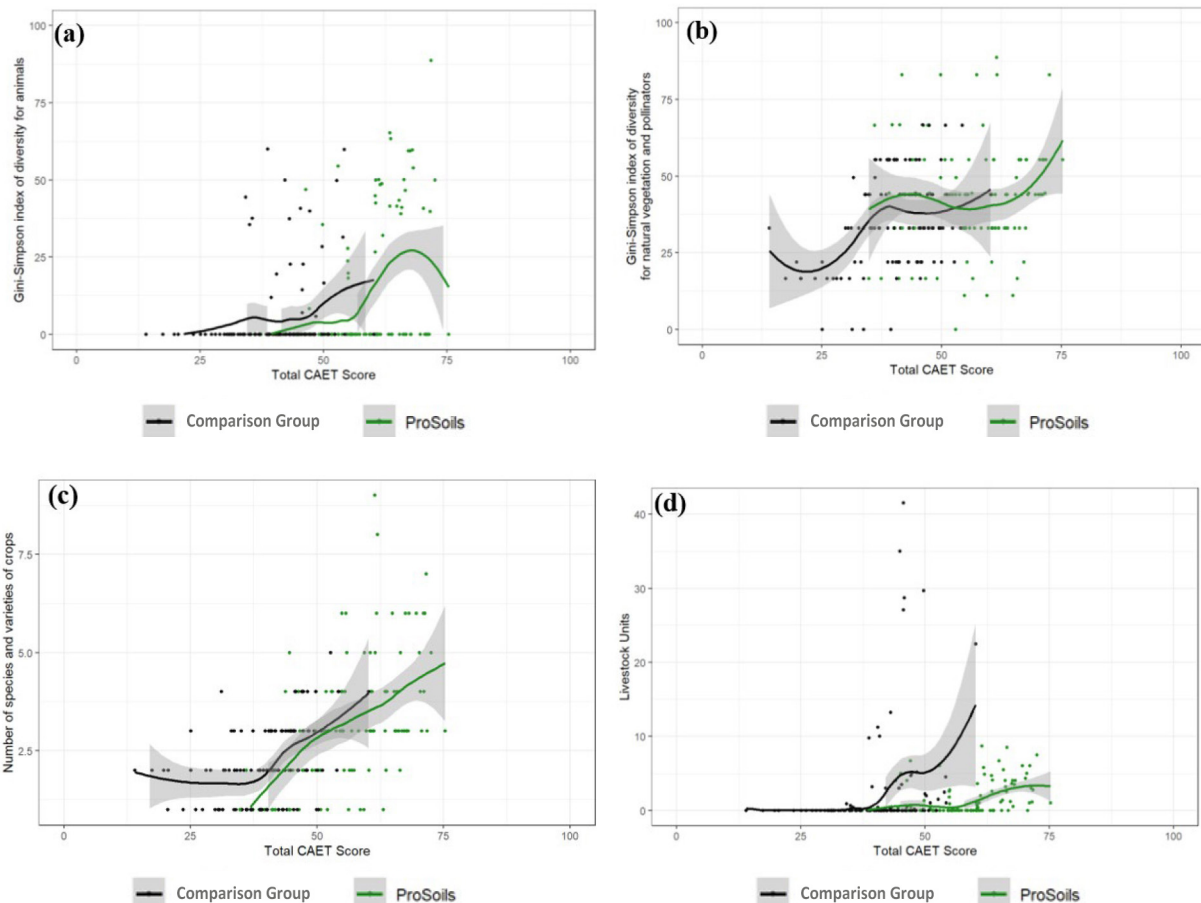 (a)
Gini-Simpson index of diversity for animals
100
75
50
25
0
0 25 50 75 100
Total CAET Score
Comparison Group ProSoils
(b)
Gini-Simpson index of diversity
for natural vegetation and pollinators
100
75
50
25
0
0 25 50 75 100
Total CAET Score
Comparison Group ProSoils
(c)
Number of species and varieties of crops
7.5
5.0
2.5
0 25 50 75 100
Total CAET Score
Comparison Group ProSoils
(d)
Livestock Units
40
30
20
10
0
0 25 50 75 100
Total CAET Score
Comparison Group ProSoils